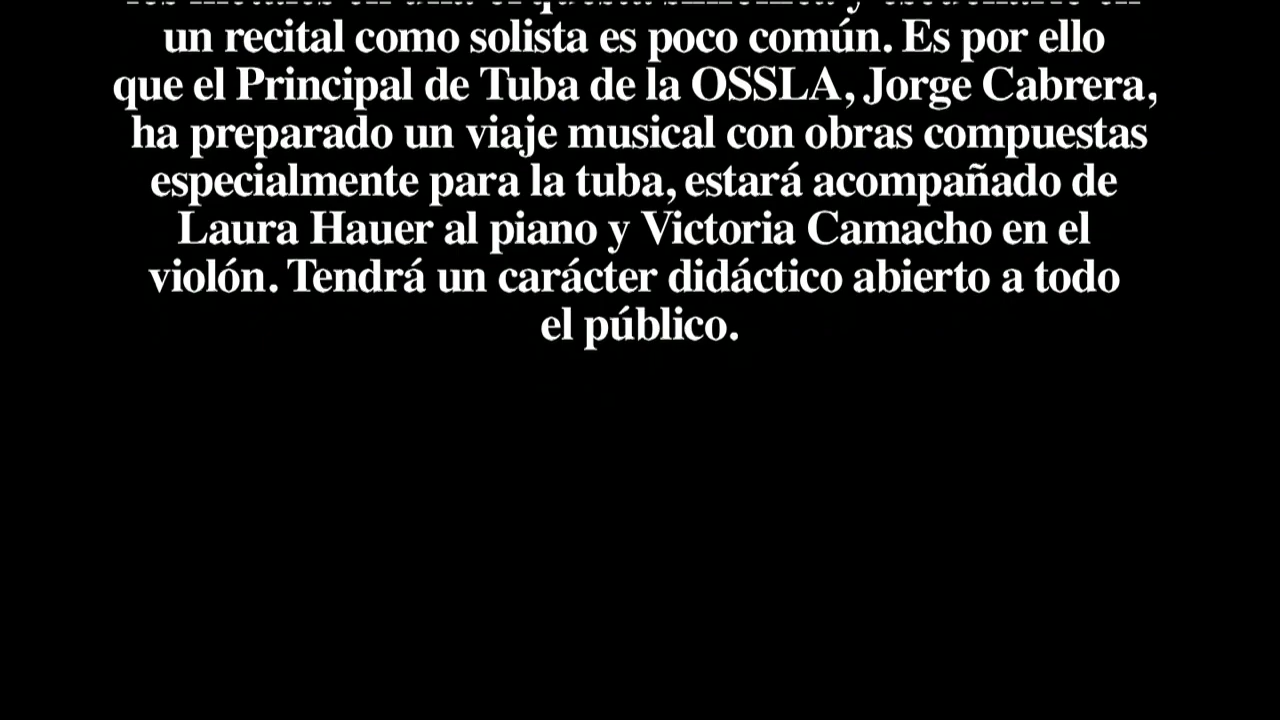 un recital como solista es poco común. Es por ello
que el Principal de Tuba de la OSSLA, Jorge Cabrera,
ha preparado un viaje musical con obras compuestas
especialmente para la tuba, estará acompañado de
Laura Hauer al piano y Victoria Camacho en el
violón. Tendrá un carácter didáctico abierto a todo
el público.